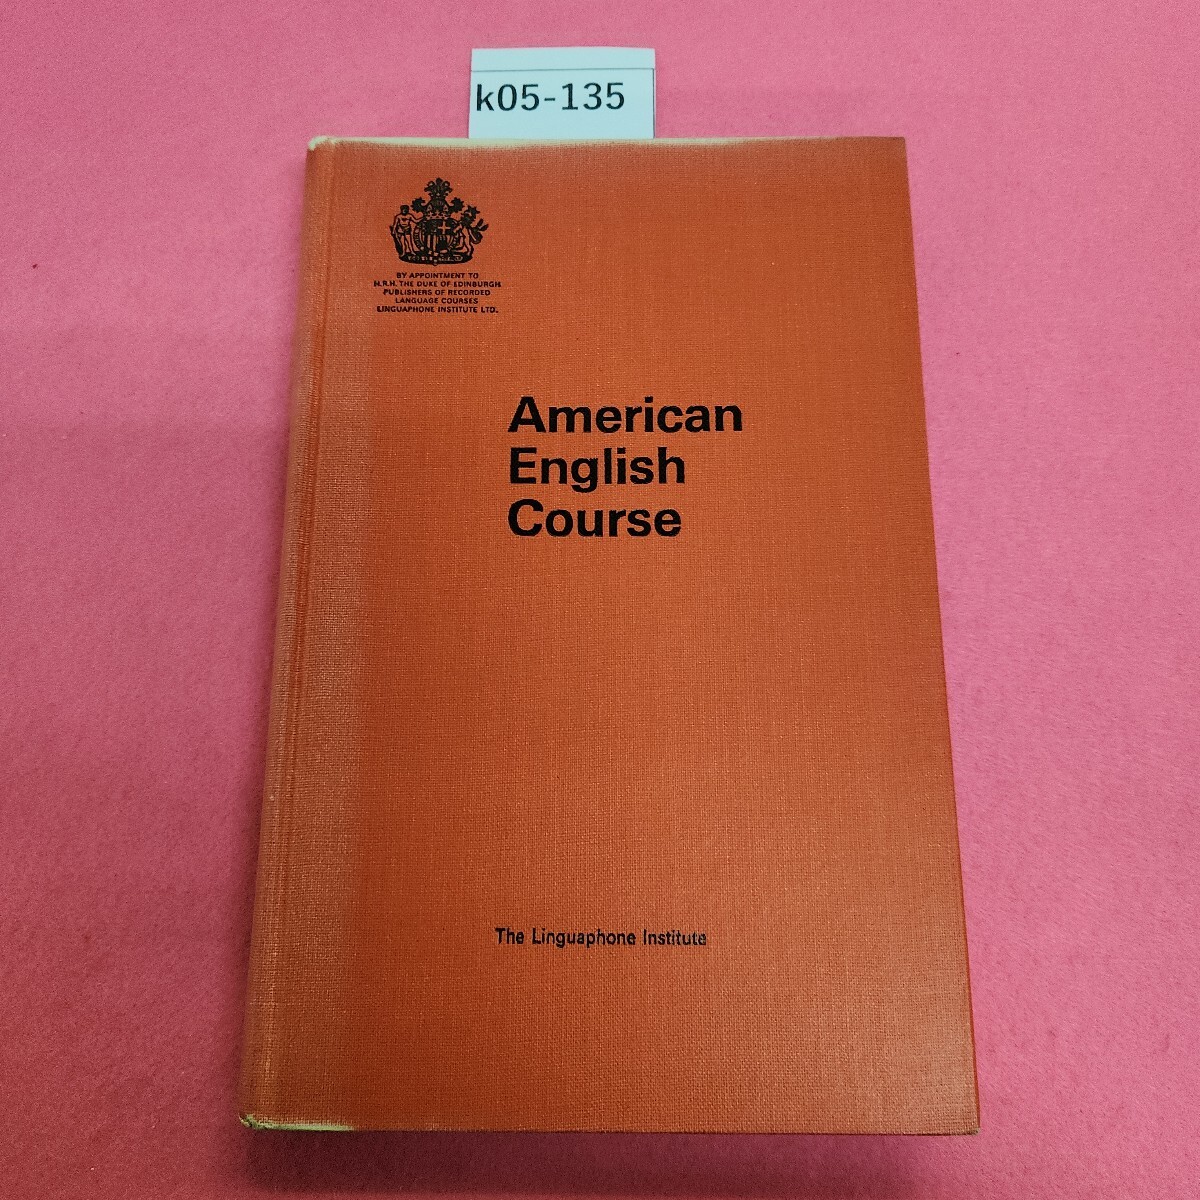 k05-135
BY APPOINTMENT TO
H.R.H. THE DUKE OF EDINBURGH
PUBLISHERS OF RECORDED
LANGUAGE COURSES
LINGUAPHONE INSTITUTE LTD.
American
English
Course
The Linguaphone Institute